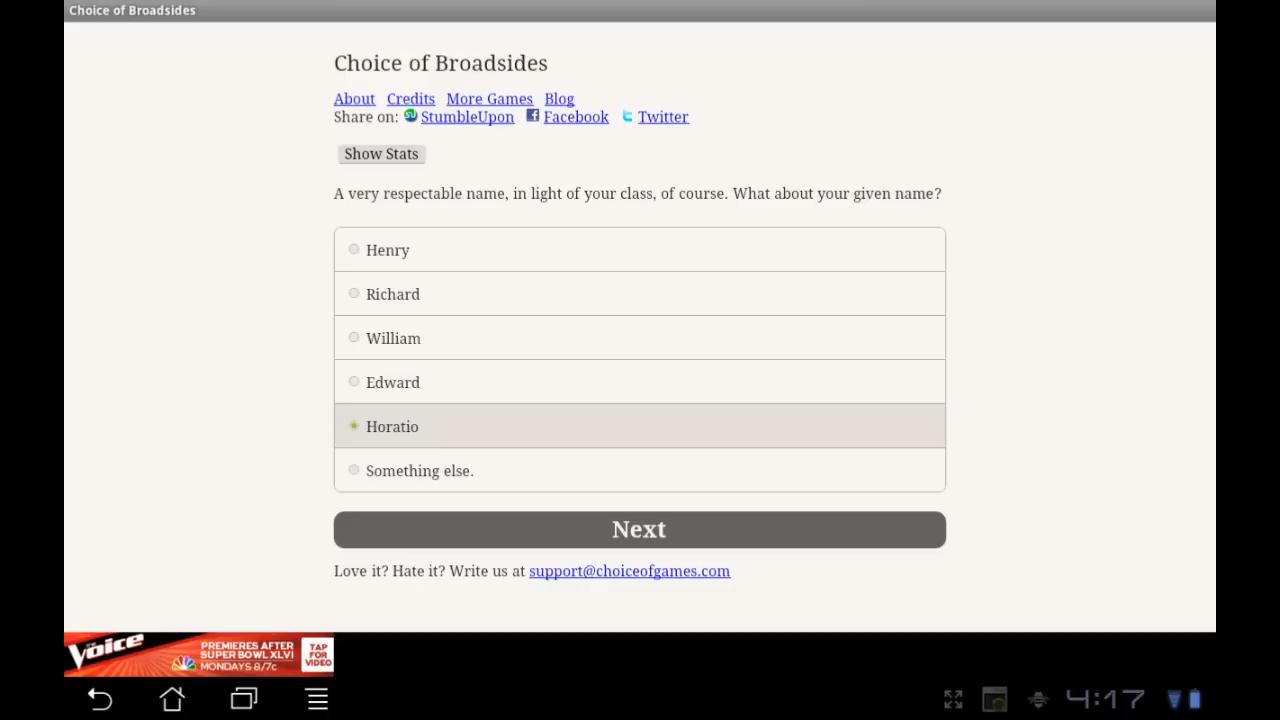 Choice of Broadsides
Choice of Broadsides
About Credits More Games Blog
Share on: StumbleUpon Facebook Twitter
Show Stats
A very respectable name, in light of your class, of course. What about your given name?
Henry
Richard
William
Edward
Horatio
Something else.
Next
Love it? Hate it? Write us at support@choiceofgames.com
the Voice
PREMIERES AFTER
SUPER BOWL XLVI
MONDAYS 8/7c
TAP
FOR
VIDEO
4:17